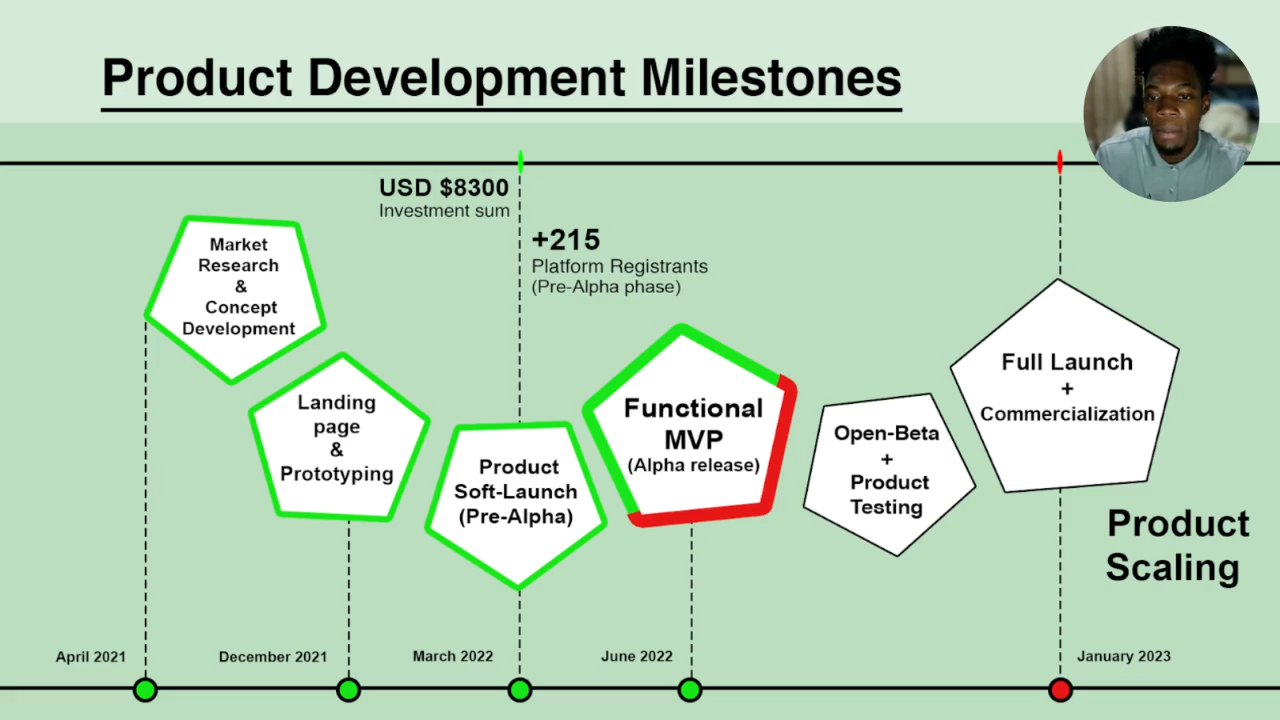 Product Development Milestones
USD $8300
Investment sum
+215
Platform Registrants
(Pre-Alpha phase)
Market
Research
&
Concept
Development
Landing
page
&
Prototyping
Product
Soft-Launch
(Pre-Alpha)
Functional
MVP
(Alpha release)
Open-Beta
+
Product
Testing
Full Launch
+
Commercialization
Product
Scaling
April 2021
December 2021
March 2022
June 2022
January 2023